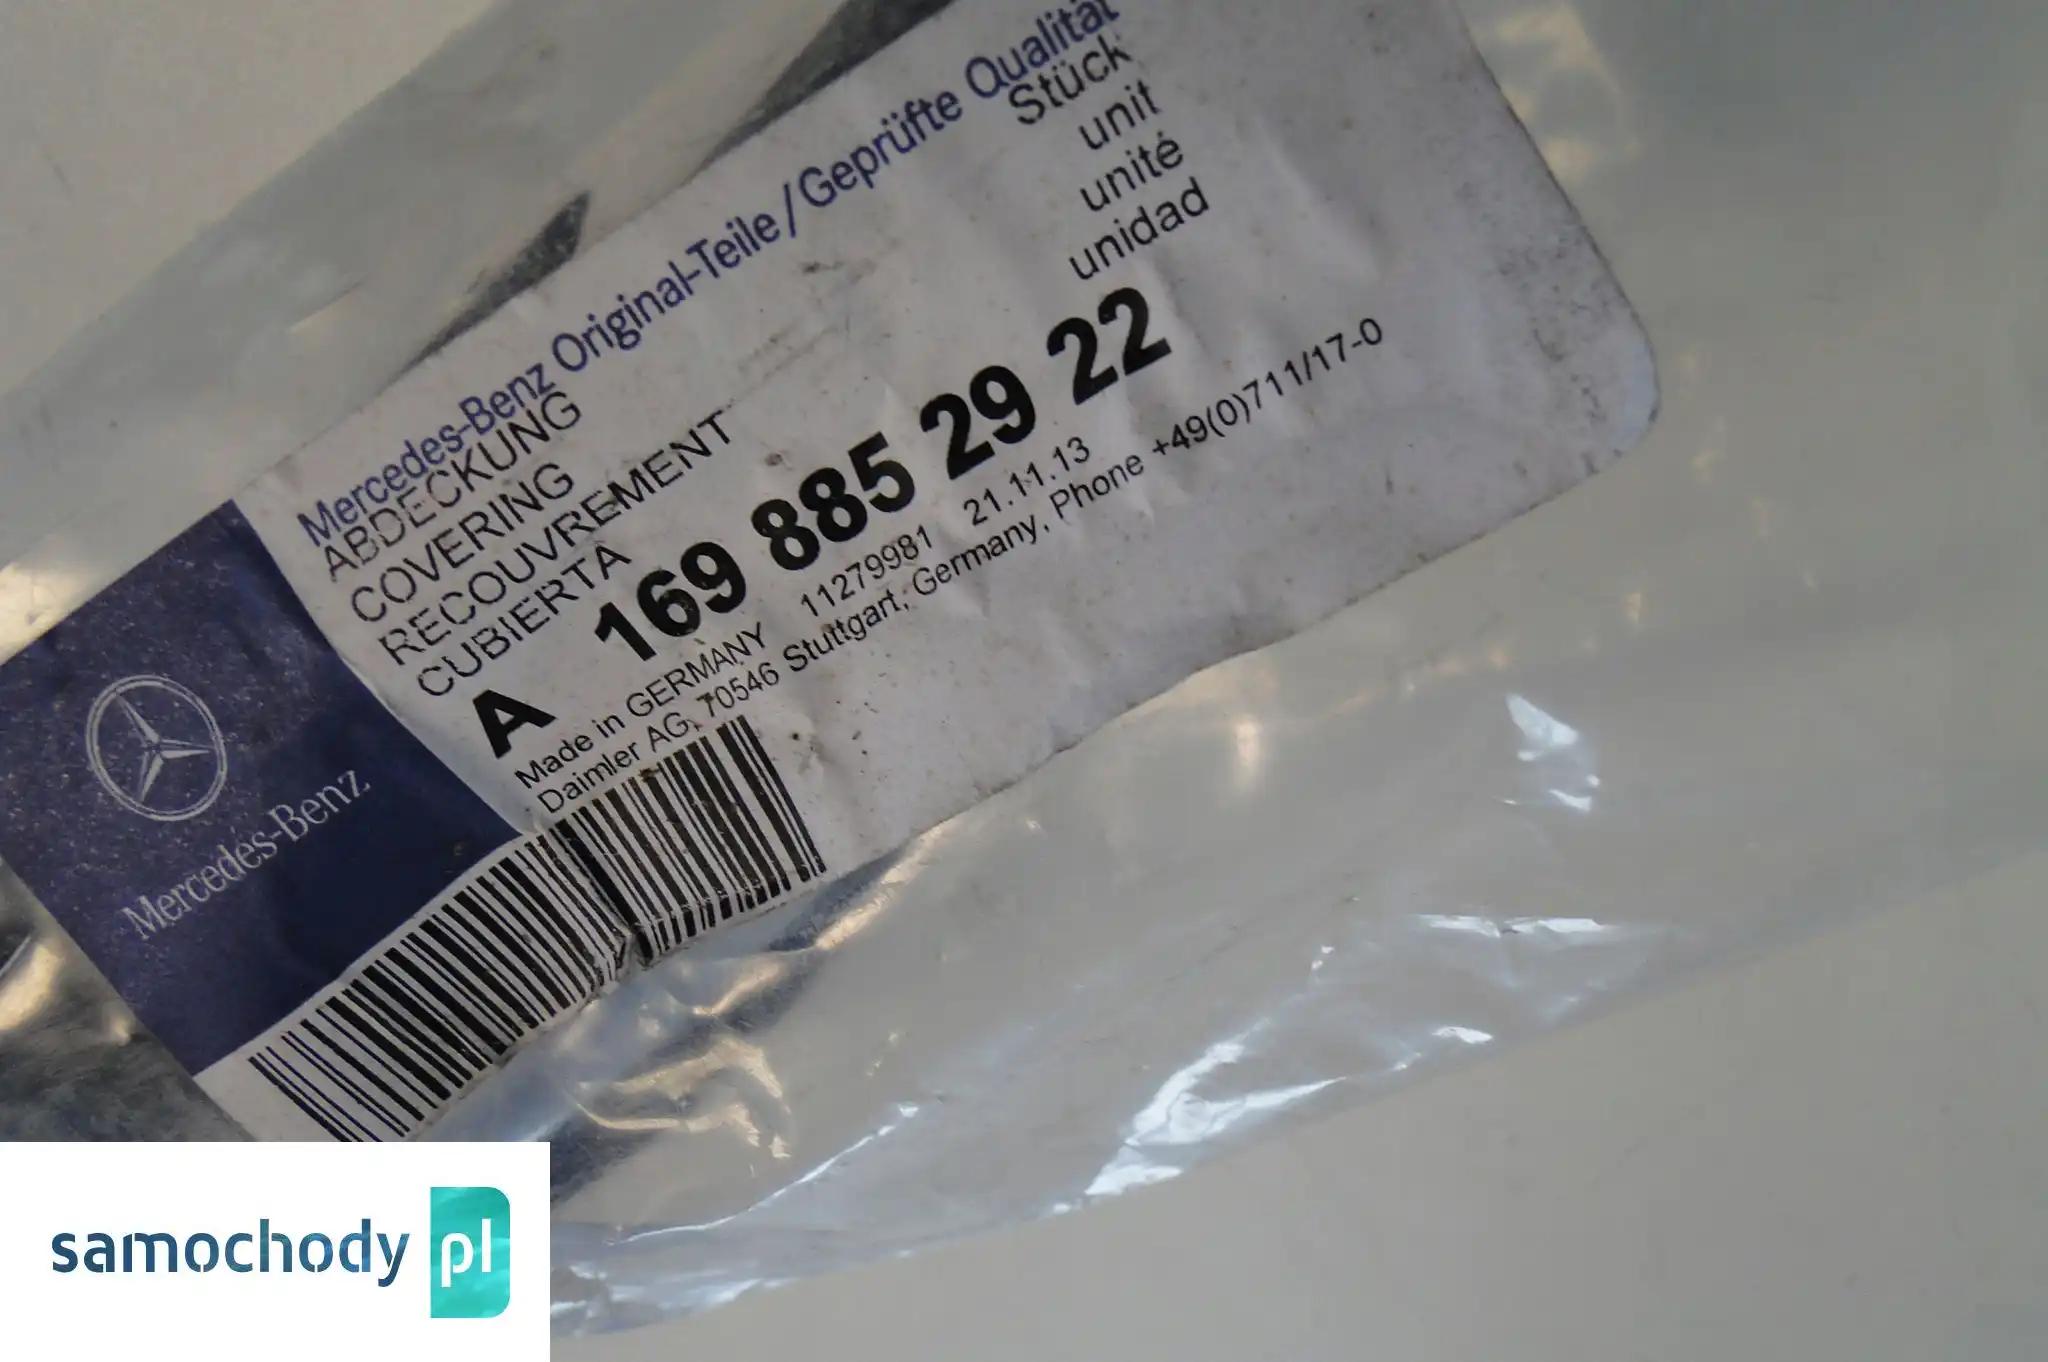 Mercedes-Benz Original-Teile/Geprüfte Qualität
ABDECKUNG
COVERING
RECOUVREMENT
CUBIERTA
Stück
unit
unité
unidad
A 169 885 29 22
Made in GERMANY 11279981 21.11.13
Daimler AG, 70546 Stuttgart, Germany, Phone +49(0)711/17-0
Mercedes-Benz
samochody pl